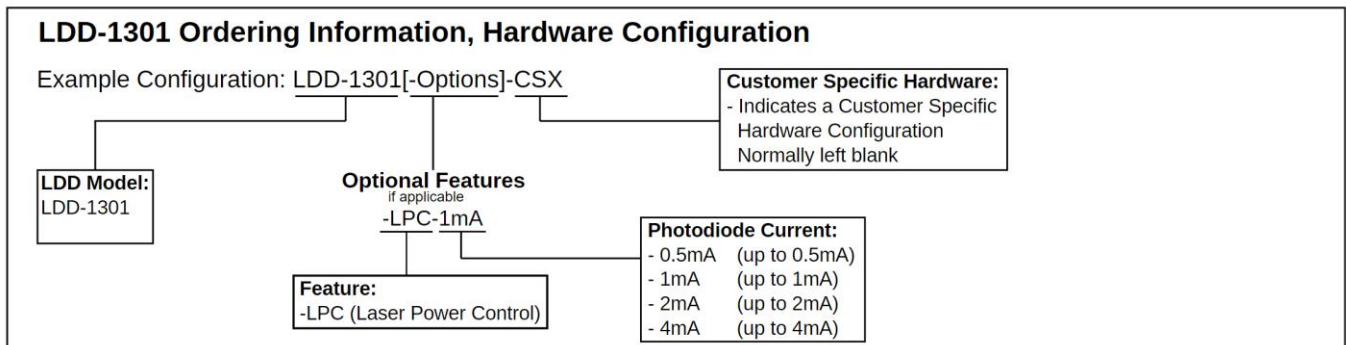 LDD-1301 Ordering Information, Hardware Configuration
Example Configuration: LDD-1301[-Options]-CSX
Customer Specific Hardware:
- Indicates a Customer Specific
Hardware Configuration
Normally left blank
LDD Model:
LDD-1301
Optional Features
if applicable
-LPC-1mA
Photodiode Current:
- 0.5mA (up to 0.5mA)
- 1mA (up to 1mA)
- 2mA (up to 2mA)
- 4mA (up to 4mA)
Feature:
-LPC (Laser Power Control)